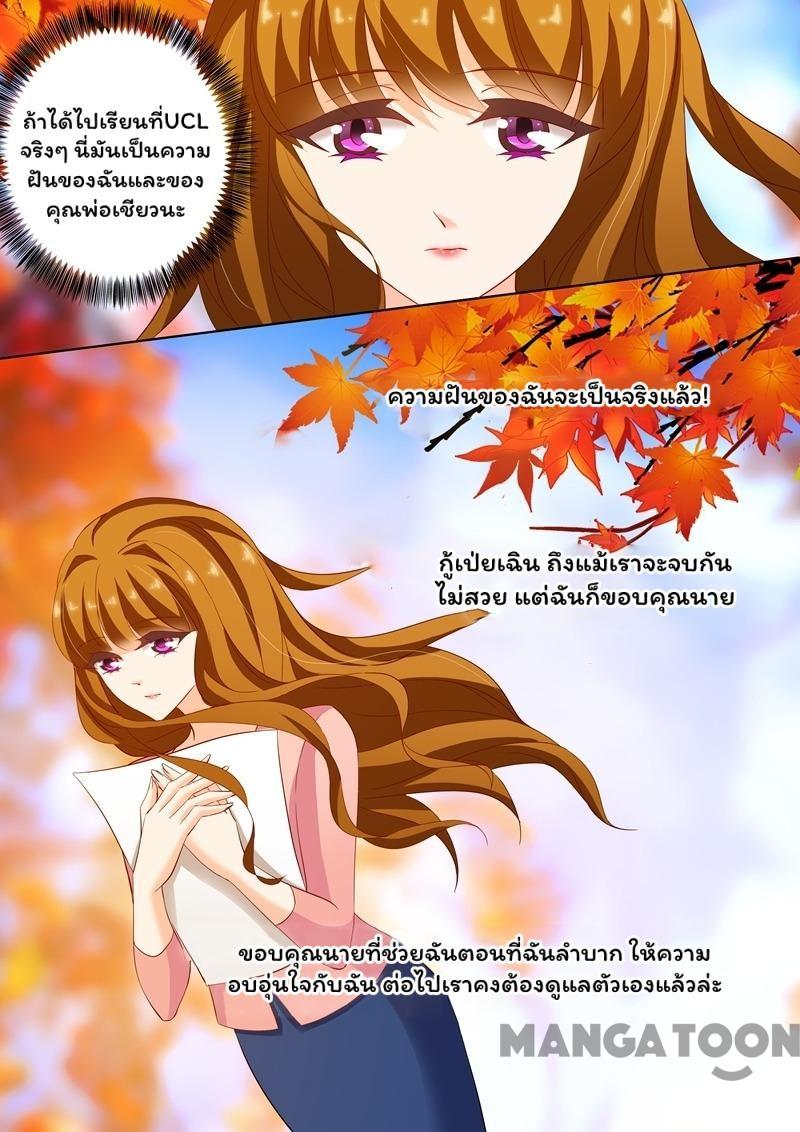 ถ้าได้ไปเรียนที่UCL
จริงๆ นี่มันเป็นความ
ฝันของฉันและของ
คุณพ่อเชียวนะ
ความฝันของฉันจะเป็นจริงแล้ว!
กู้เป่ยเฉิน ถึงแม้เราจะจบกัน
ไม่สวย แต่ฉันก็ขอบคุณนาย
ขอบคุณนายที่ช่วยฉันตอนที่ฉันลำบาก ให้ความ
อบอุ่นใจกับฉัน ต่อไปเราคงต้องดูแลตัวเองแล้วล่ะ
MANGATOON